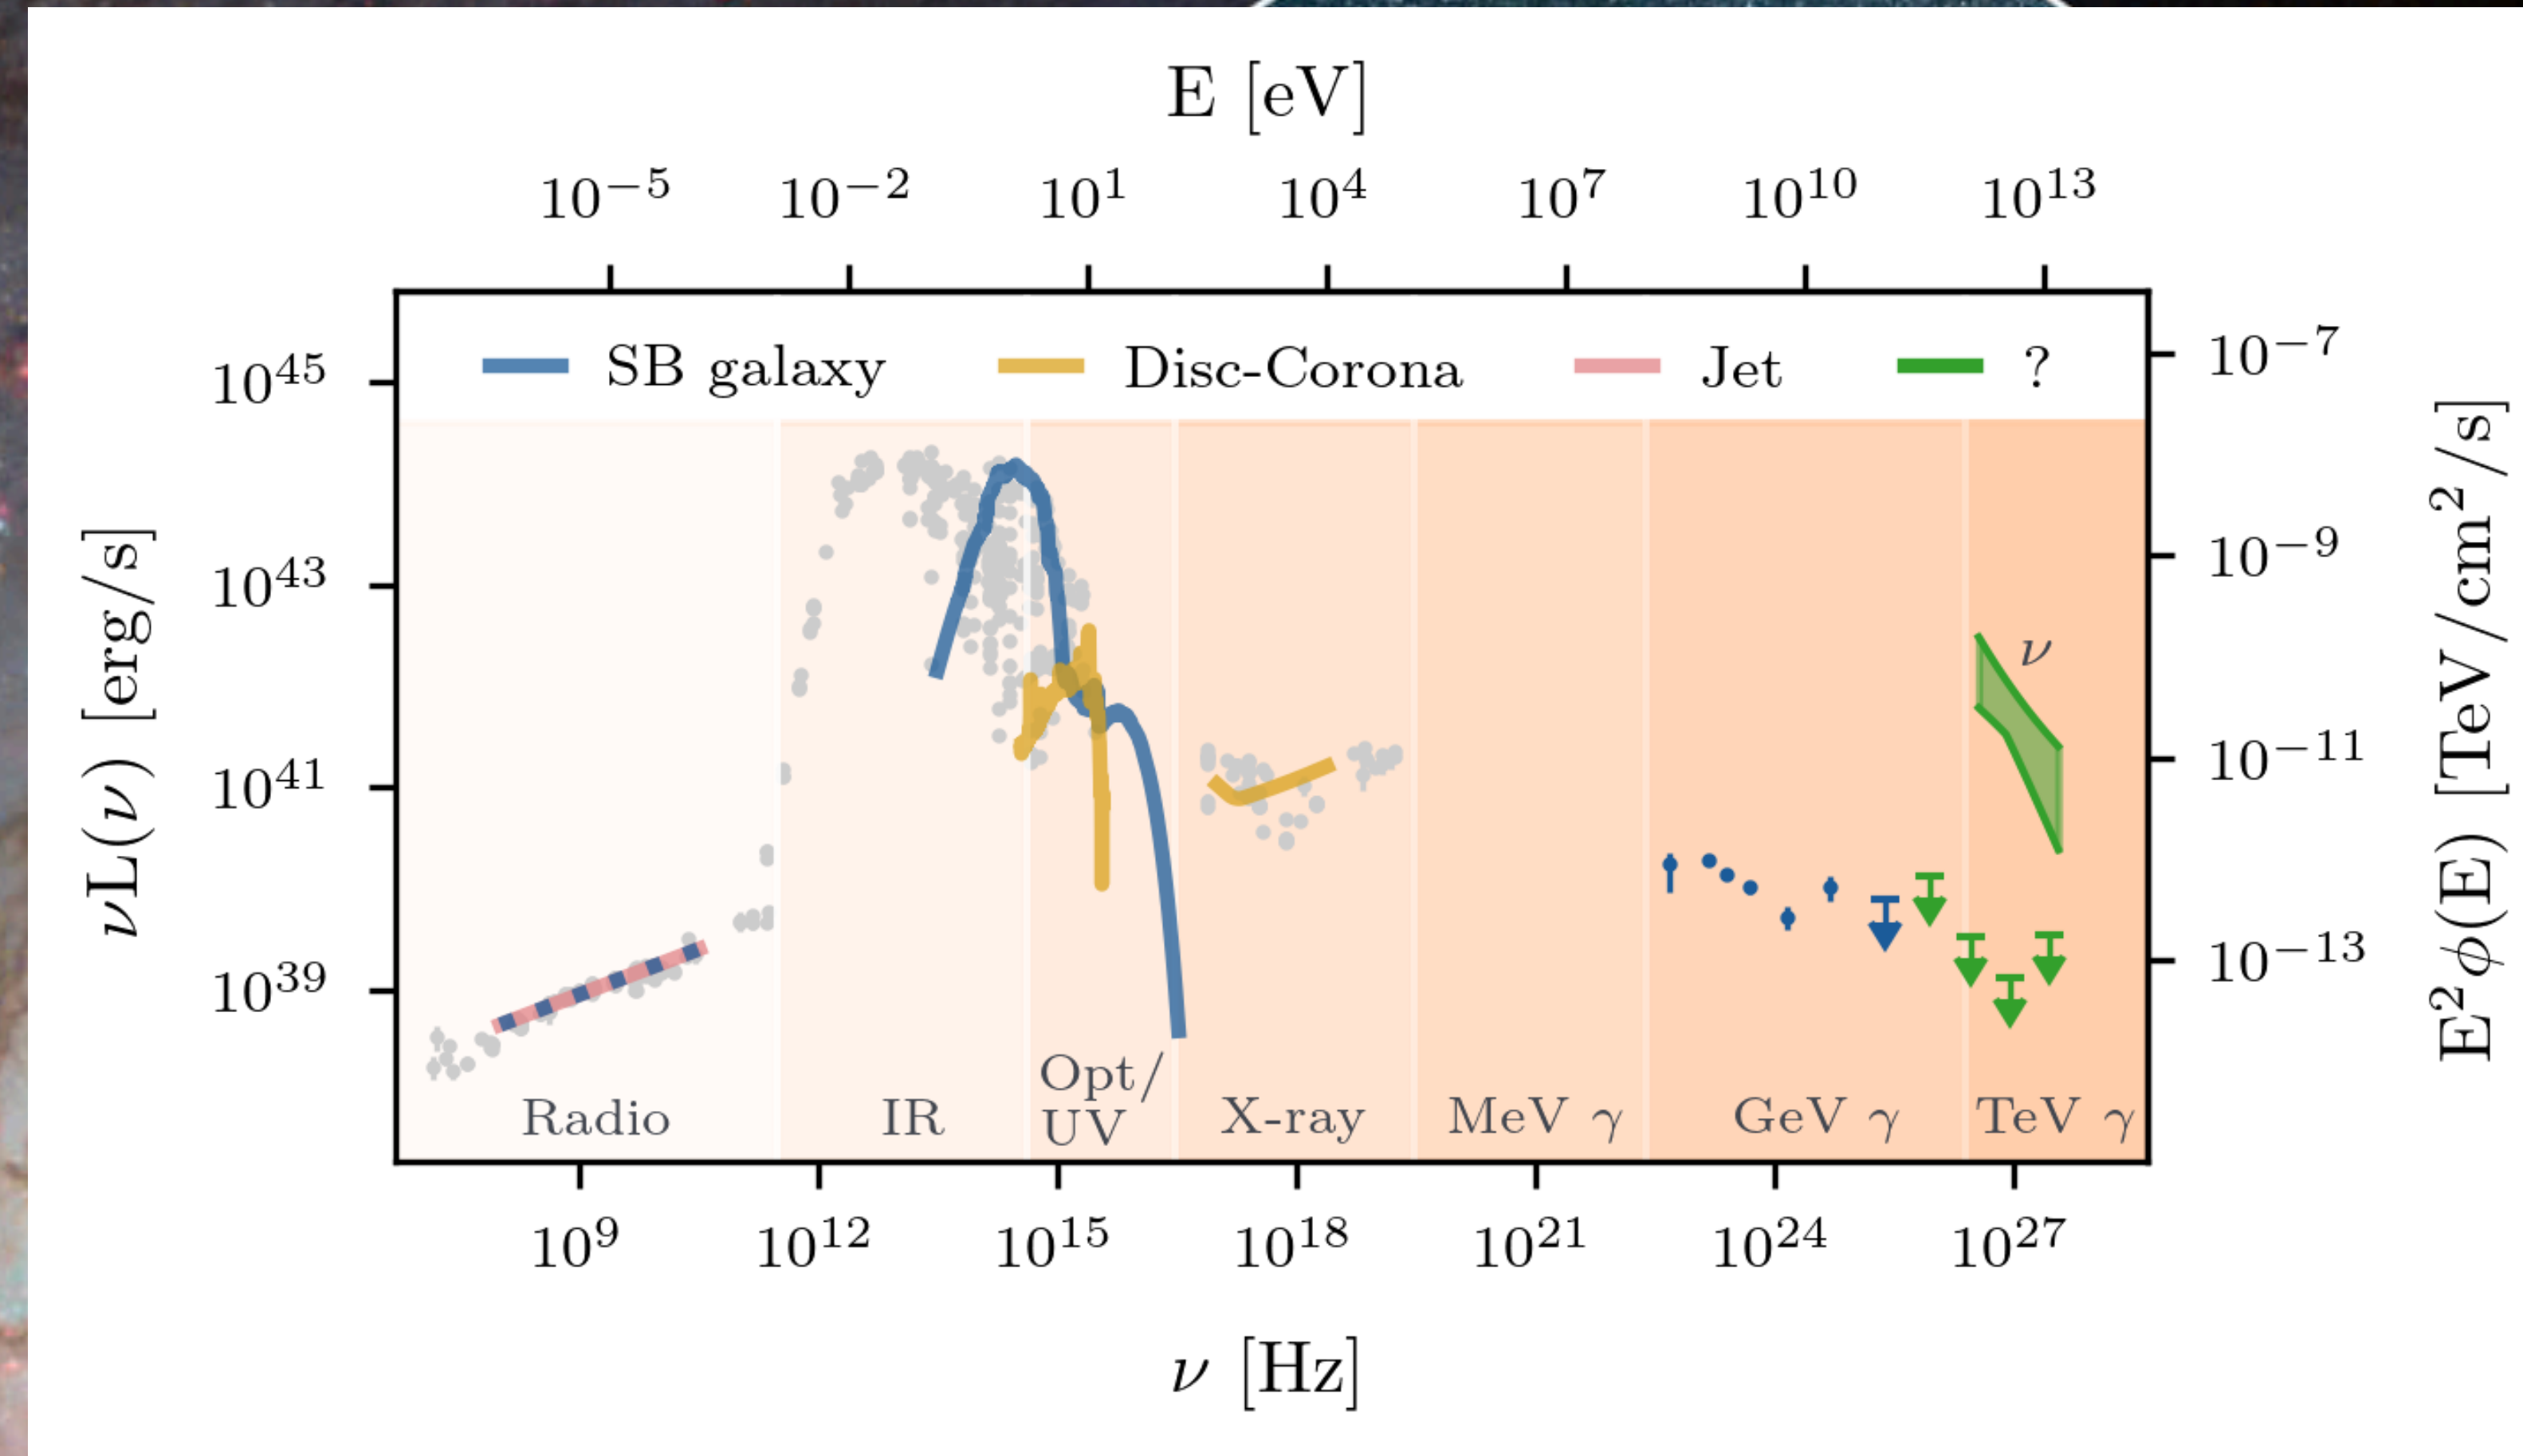 E [eV]
10⁻⁵ 10⁻² 10¹ 10⁴ 10⁷ 10¹⁰ 10¹³
SB galaxy Disc-Corona Jet ?
10⁴⁵
10⁴³
10⁴¹
10³⁹
νL(ν) [erg/s]
10⁻⁷
10⁻⁹
10⁻¹¹
10⁻¹³
E²ϕ(E) [TeV/cm²/s]
ν
Radio
IR
Opt/
UV
X-ray
MeV γ
GeV γ
TeV γ
10⁹ 10¹² 10¹⁵ 10¹⁸ 10²¹ 10²⁴ 10²⁷
ν [Hz]